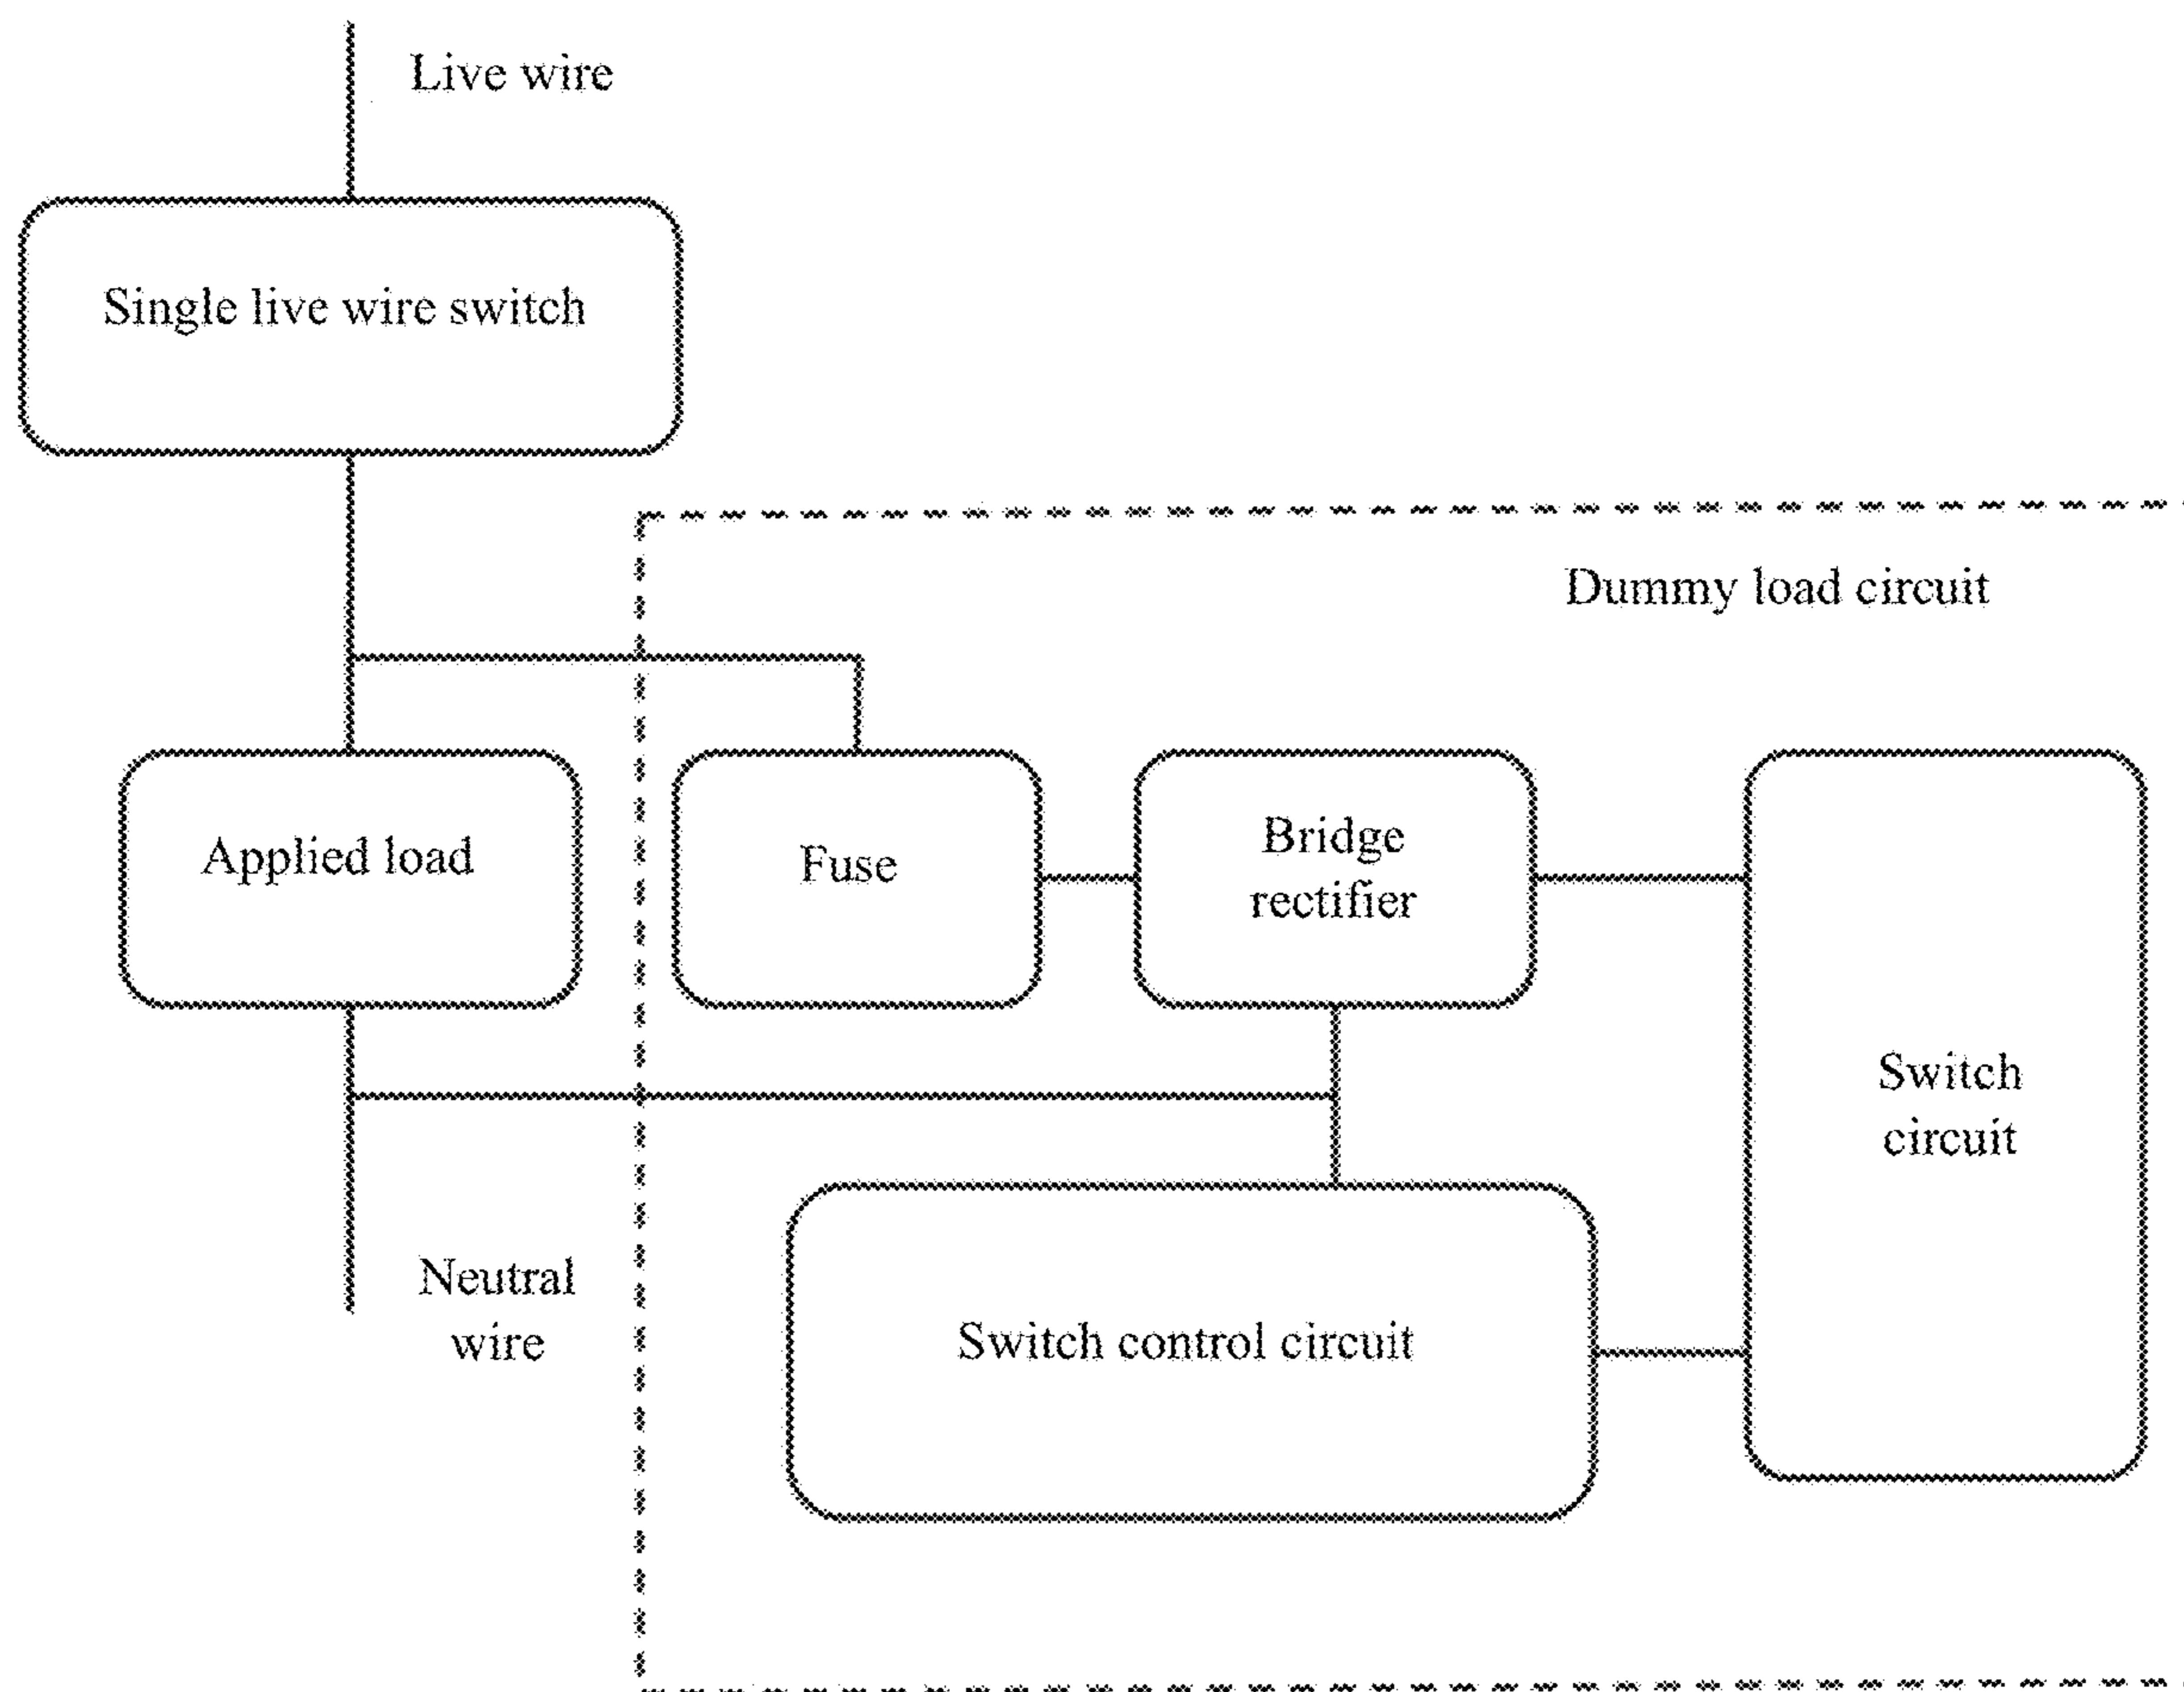 Live wire
Single live wire switch
Dummy load circuit
Applied load
Fuse
Bridge
rectifier
Switch
circuit
Neutral
wire
Switch control circuit